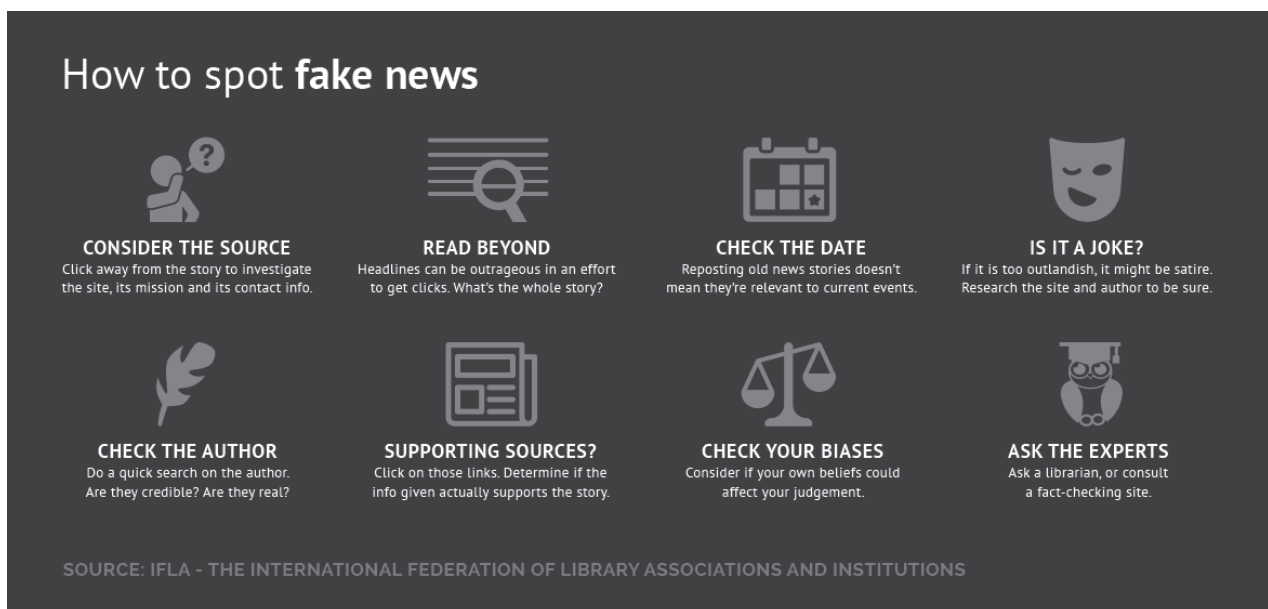 How to spot fake news
CONSIDER THE SOURCE
Click away from the story to investigate
the site, its mission and its contact info.
READ BEYOND
Headlines can be outrageous in an effort
to get clicks. What's the whole story?
CHECK THE DATE
Reposting old news stories doesn't
mean they're relevant to current events.
IS IT A JOKE?
If it is too outlandish, it might be satire.
Research the site and author to be sure.
CHECK THE AUTHOR
Do a quick search on the author.
Are they credible? Are they real?
SUPPORTING SOURCES?
Click on those links. Determine if the
info given actually supports the story.
CHECK YOUR BIASES
Consider if your own beliefs could
affect your judgement.
ASK THE EXPERTS
Ask a librarian, or consult
a fact-checking site.
SOURCE: IFLA - THE INTERNATIONAL FEDERATION OF LIBRARY ASSOCIATIONS AND INSTITUTIONS